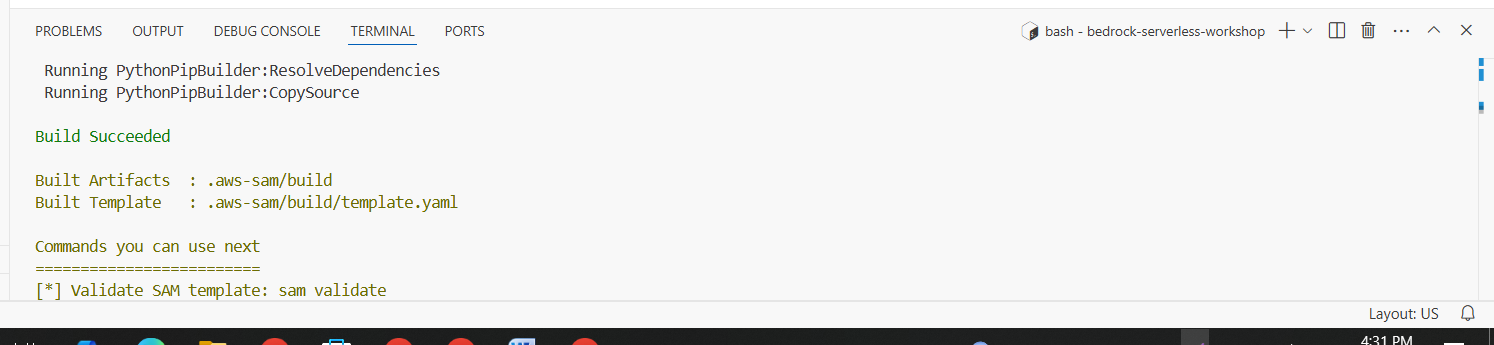 PROBLEMS OUTPUT DEBUG CONSOLE TERMINAL PORTS bash - bedrock-serverless-workshop
Running PythonPipBuilder:ResolveDependencies
Running PythonPipBuilder:CopySource
Build Succeeded
Built Artifacts : .aws-sam/build
Built Template : .aws-sam/build/template.yaml
Commands you can use next
=========================
[*] Validate SAM template: sam validate
Layout: US
4:31 PM